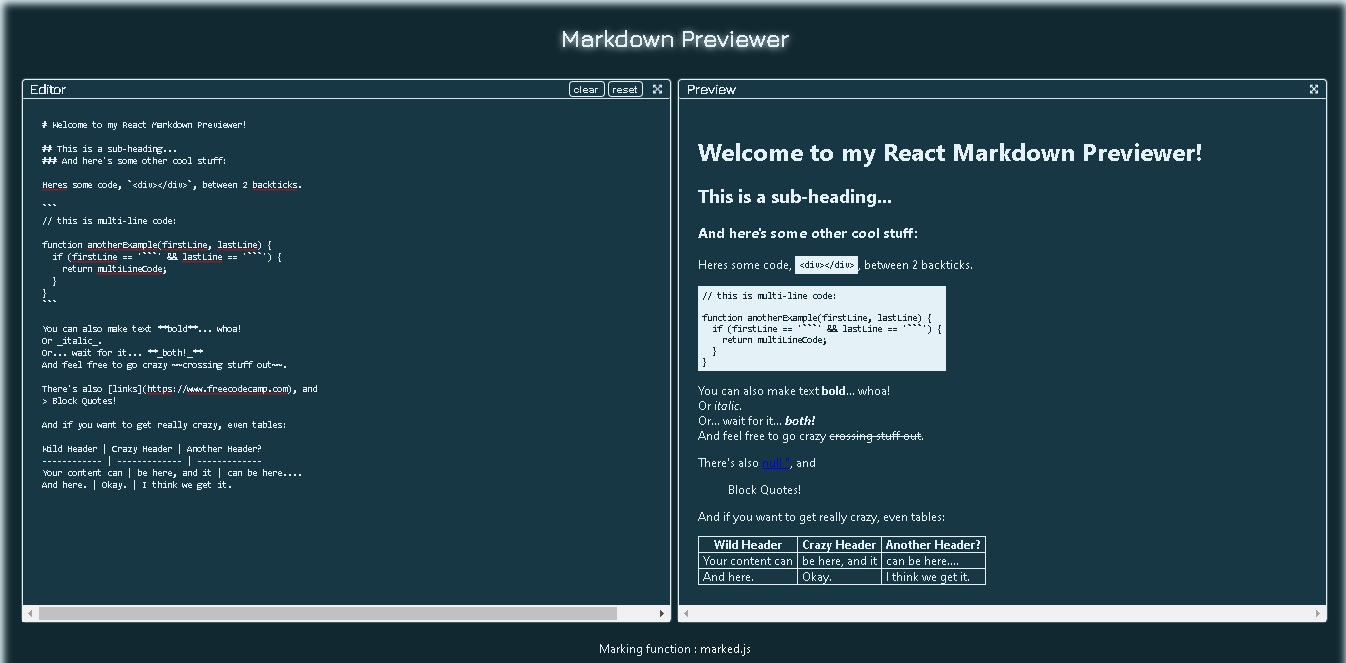 Markdown Previewer
Editor
clear
reset
# Welcome to my React Markdown Previewer!
## This is a sub-heading...
### And here's some other cool stuff:
Heres some code, `<div></div>`, between 2 backticks.
```
// this is multi-line code:
function anotherExample(firstLine, lastLine) {
  if (firstLine == '```' && lastLine == '```') {
    return multiLineCode;
  }
}
```
You can also make text **bold**... whoa!
Or _italic_.
Or... wait for it... **_both!_**
And feel free to go crazy ~~crossing stuff out~~.
There's also [links](https://www.freecodecamp.com), and
> Block Quotes!
And if you want to get really crazy, even tables:
Wild Header | Crazy Header | Another Header?
------------ | ------------- | -------------
Your content can | be here, and it | can be here....
And here. | Okay. | I think we get it.
Preview
Welcome to my React Markdown Previewer!
This is a sub-heading...
And here's some other cool stuff:
Heres some code, <div></div>, between 2 backticks.
// this is multi-line code:
function anotherExample(firstLine, lastLine) {
  if (firstLine == '```' && lastLine == '```') {
    return multiLineCode;
  }
}
You can also make text bold... whoa!
Or italic.
Or... wait for it... both!
And feel free to go crazy crossing stuff out.
There's also null ", and
Block Quotes!
And if you want to get really crazy, even tables:
Wild Header Crazy Header Another Header?
Your content can be here, and it can be here....
And here. Okay. I think we get it.
Marking function : marked.js